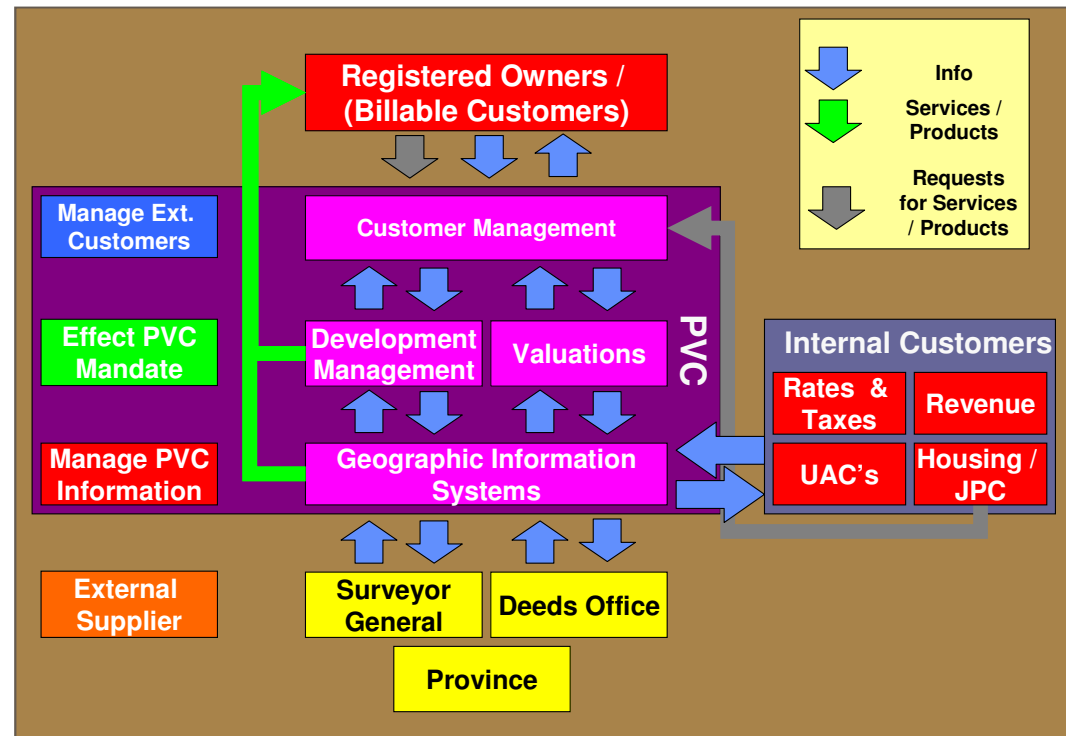 Registered Owners /
(Billable Customers)
Info
Services /
Products
Requests
for Services
/ Products
Manage Ext.
Customers
Customer Management
Effect PVC
Mandate
Development
Management
Valuations
PVC
Internal Customers
Rates & 
Taxes
Revenue
UAC's
Housing /
JPC
Manage PVC
Information
Geographic Information
Systems
External
Supplier
Surveyor
General
Deeds Office
Province